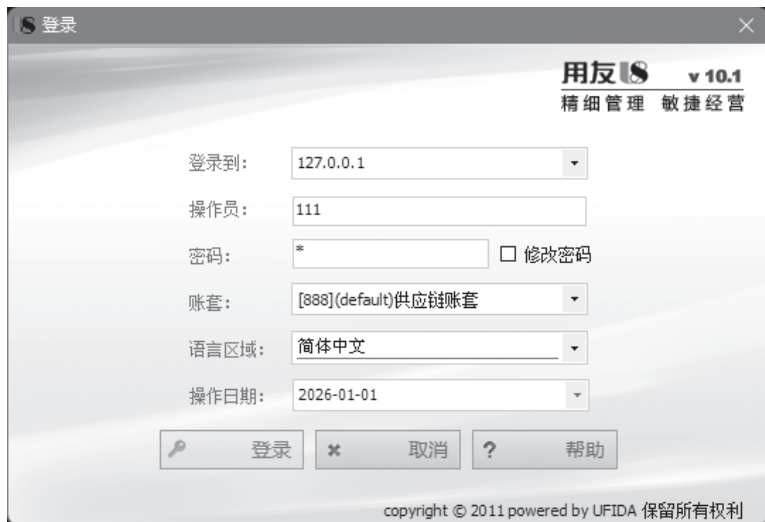 登录
用友U8 v 10.1
精细管理 敏捷经营
登录到: 127.0.0.1
操作员: 111
密码: * 修改密码
账套: [888](default)供应链账套
语言区域: 简体中文
操作日期: 2026-01-01
登录 取消 ? 帮助
copyright © 2011 powered by UFIDA 保留所有权利